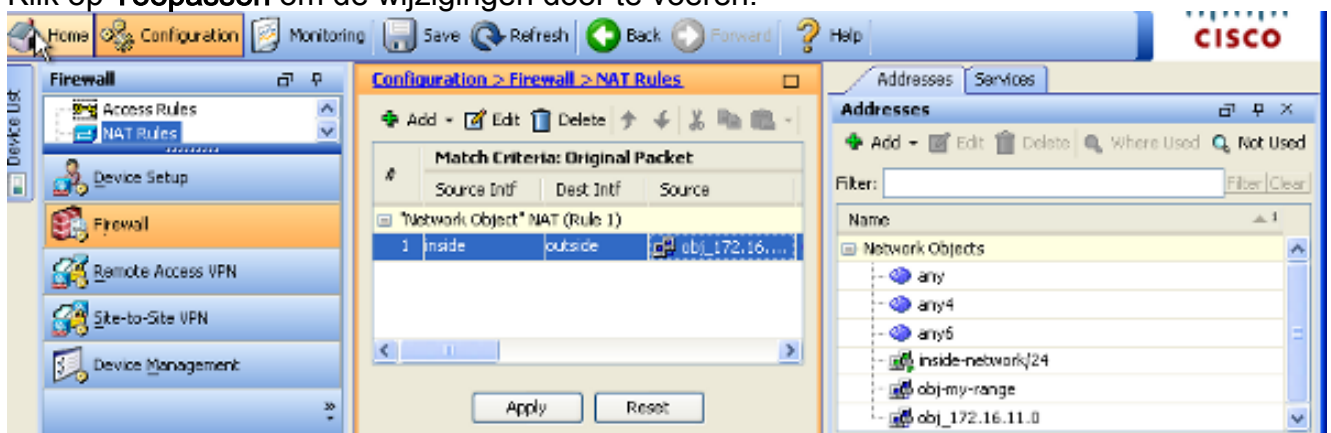 Klik op Toepassen om de wijzigingen door te voeren.
Home Configuration Monitoring Save Refresh Back Forward Help
CISCO
Device List
Firewall
Access Rules
NAT Rules
Device Setup
Firewall
Remote Access VPN
Site-to-Site VPN
Device Management
Configuration > Firewall > NAT Rules
Add Edit Delete
# Match Criteria: Original Packet
Source Intf Dest Intf Source
"Network Object" NAT (Rule 1)
1 inside outside obj_172.16....
Apply Reset
Addresses Services
Addresses
Add Edit Delete Where Used Not Used
Filter: Filter Clear
Name 1
Network Objects
any
any4
any6
inside-network/24
obj-my-range
obj_172.16.11.0